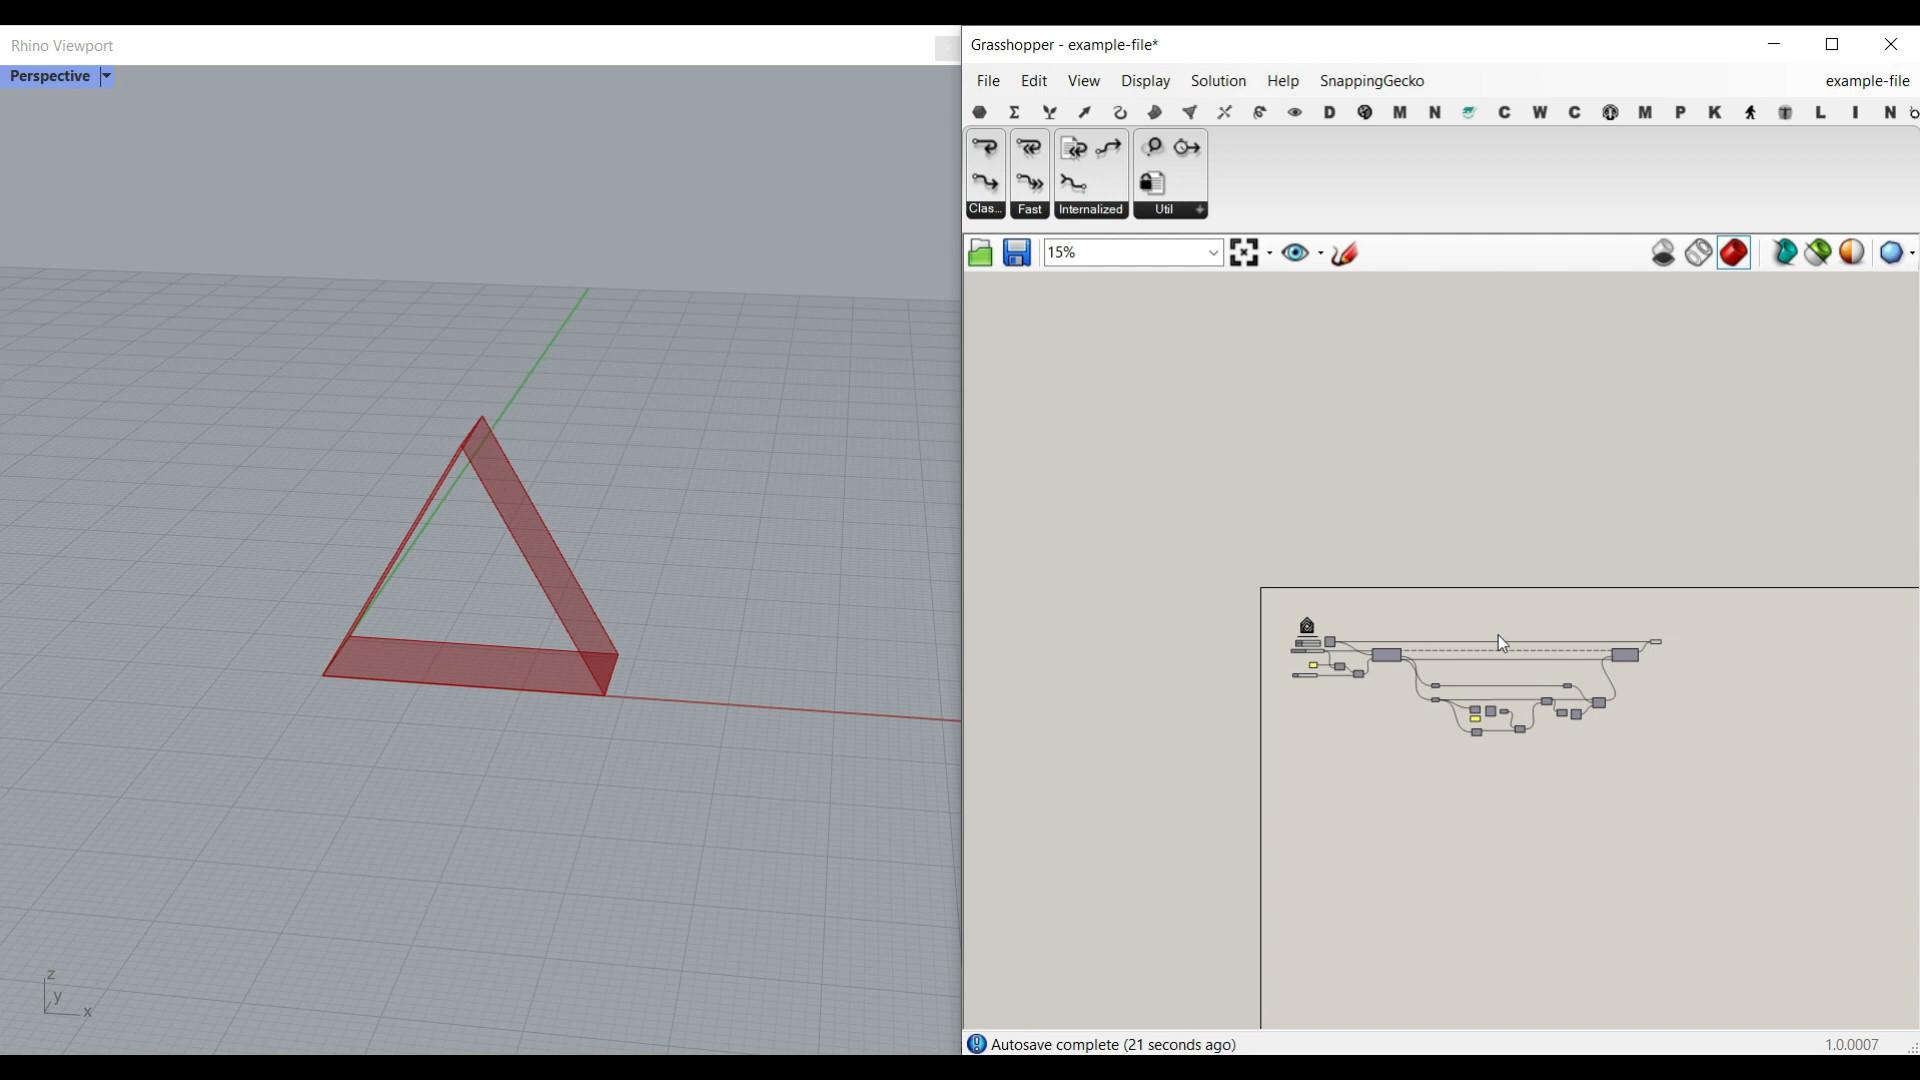 Rhino Viewport
Perspective
z
y
x
Grasshopper - example-file*
File Edit View Display Solution Help SnappingGecko example-file
D M N C W C M P K L I N
Clas... Fast Internalized Util
15%
Autosave complete (21 seconds ago) 1.0.0007